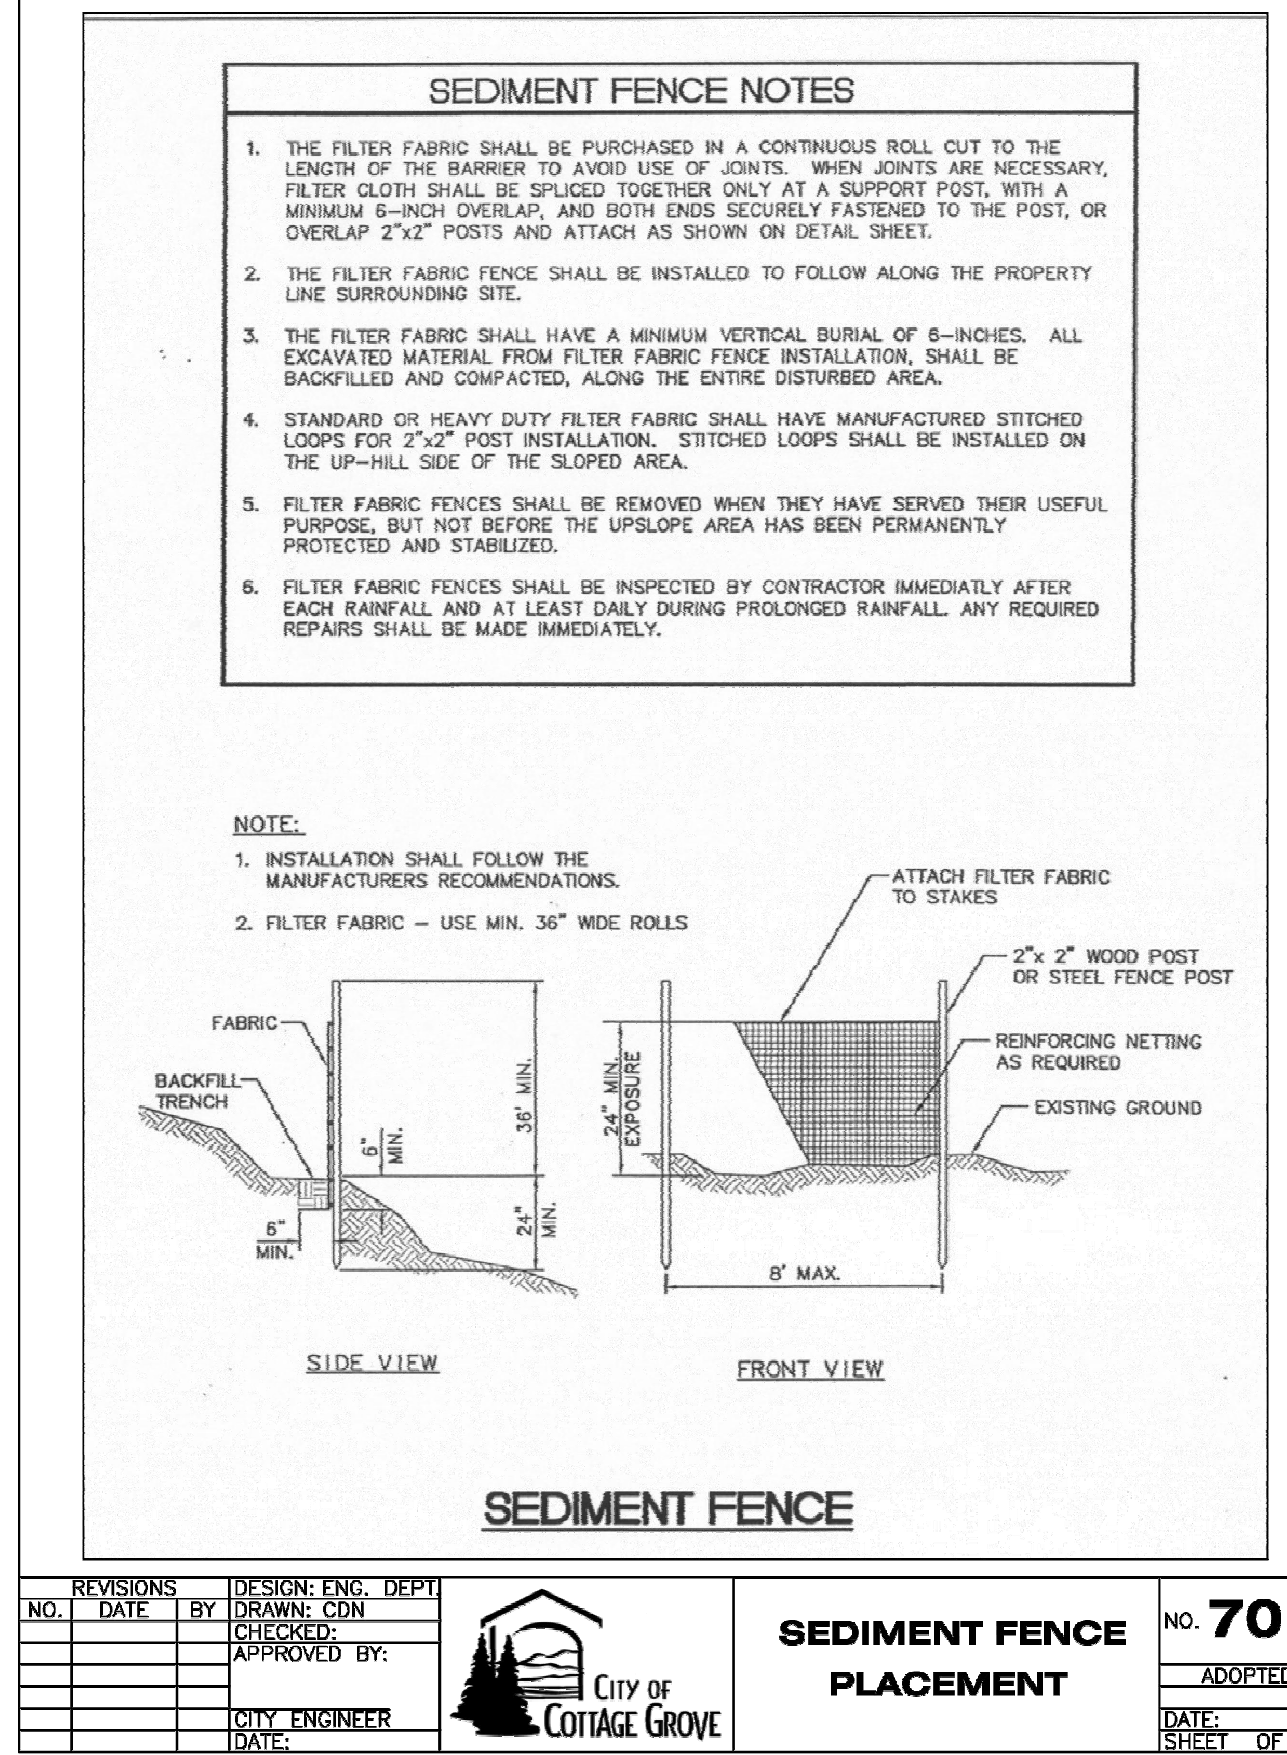 SEDIMENT FENCE NOTES
1. THE FILTER FABRIC SHALL BE PURCHASED IN A CONTINUOUS ROLL CUT TO THE
LENGTH OF THE BARRIER TO AVOID USE OF JOINTS. WHEN JOINTS ARE NECESSARY,
FILTER CLOTH SHALL BE SPLICED TOGETHER ONLY AT A SUPPORT POST, WITH A
MINIMUM 6-INCH OVERLAP, AND BOTH ENDS SECURELY FASTENED TO THE POST, OR
OVERLAP 2"x2" POSTS AND ATTACH AS SHOWN ON DETAIL SHEET.
2. THE FILTER FABRIC FENCE SHALL BE INSTALLED TO FOLLOW ALONG THE PROPERTY
LINE SURROUNDING SITE.
3. THE FILTER FABRIC SHALL HAVE A MINIMUM VERTICAL BURIAL OF 6-INCHES. ALL
EXCAVATED MATERIAL FROM FILTER FABRIC FENCE INSTALLATION, SHALL BE
BACKFILLED AND COMPACTED, ALONG THE ENTIRE DISTURBED AREA.
4. STANDARD OR HEAVY DUTY FILTER FABRIC SHALL HAVE MANUFACTURED STITCHED
LOOPS FOR 2"x2" POST INSTALLATION. STITCHED LOOPS SHALL BE INSTALLED ON
THE UP-HILL SIDE OF THE SLOPED AREA.
5. FILTER FABRIC FENCES SHALL BE REMOVED WHEN THEY HAVE SERVED THEIR USEFUL
PURPOSE, BUT NOT BEFORE THE UPSLOPE AREA HAS BEEN PERMANENTLY
PROTECTED AND STABILIZED.
6. FILTER FABRIC FENCES SHALL BE INSPECTED BY CONTRACTOR IMMEDIATLY AFTER
EACH RAINFALL AND AT LEAST DAILY DURING PROLONGED RAINFALL. ANY REQUIRED
REPAIRS SHALL BE MADE IMMEDIATELY.
NOTE:
1. INSTALLATION SHALL FOLLOW THE
MANUFACTURERS RECOMMENDATIONS.
2. FILTER FABRIC - USE MIN. 36" WIDE ROLLS
FABRIC
BACKFILL
TRENCH
6"
MIN.
6"
MIN.
36' MIN.
24"
MIN.
SIDE VIEW
ATTACH FILTER FABRIC
TO STAKES
2"x 2" WOOD POST
OR STEEL FENCE POST
REINFORCING NETTING
AS REQUIRED
EXISTING GROUND
24" MIN.
EXPOSURE
8' MAX.
FRONT VIEW
SEDIMENT FENCE
REVISIONS
NO. DATE BY
DESIGN: ENG. DEPT.
DRAWN: CDN
CHECKED:
APPROVED BY:
CITY ENGINEER
DATE:
CITY OF
COTTAGE GROVE
SEDIMENT FENCE
PLACEMENT
NO. 70
ADOPTED
DATE:
SHEET OF